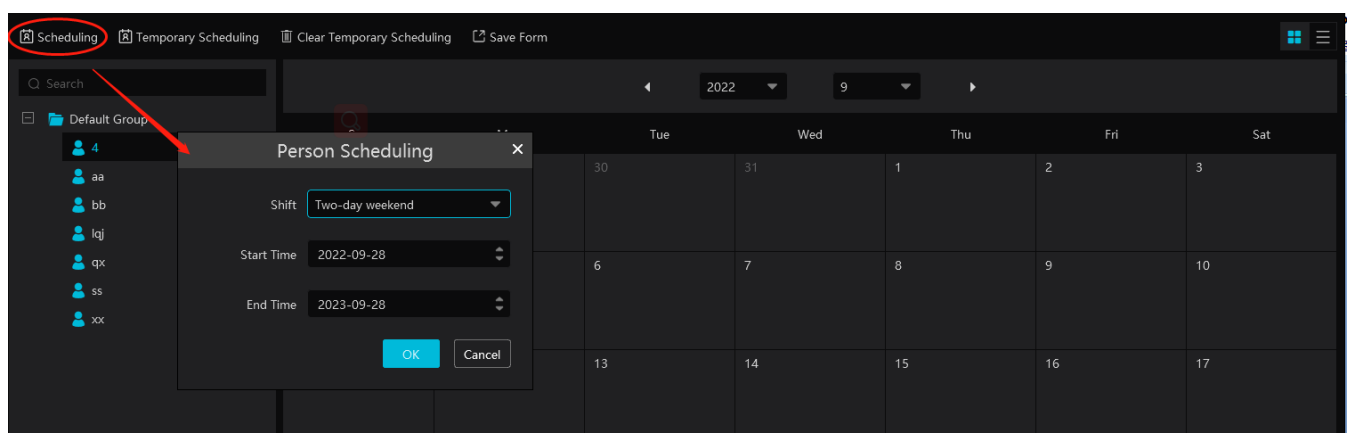 Scheduling Temporary Scheduling Clear Temporary Scheduling Save Form
Search
2022 9
Default Group
Tue Wed Thu Fri Sat
4
Person Scheduling
30 31 1 2 3
aa
Shift Two-day weekend
bb
lqj
Start Time 2022-09-28
qx
6 7 8 9 10
ss
End Time 2023-09-28
xx
OK Cancel
13 14 15 16 17